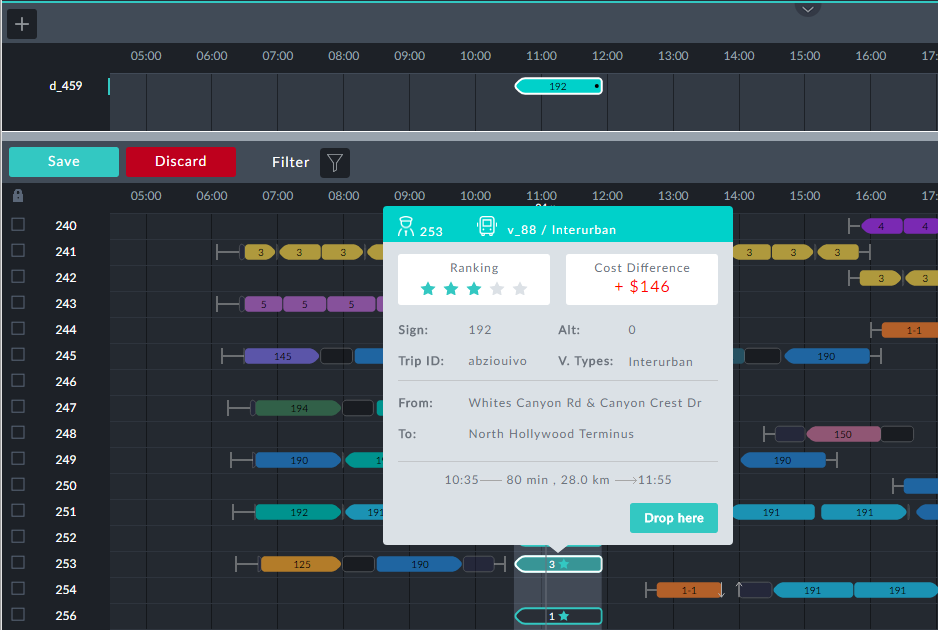 05:00 06:00 07:00 08:00 09:00 10:00 11:00 12:00 13:00 14:00 15:00 16:00 17:
d_459 192
Save Discard Filter
05:00 06:00 07:00 08:00 09:00 10:00 11:00 12:00 13:00 14:00 15:00 16:00 17:
253 v_88 / Interurban
Ranking
Cost Difference
+ $146
Sign: 192 Alt: 0
Trip ID: abziouivo V. Types: Interurban
From: Whites Canyon Rd & Canyon Crest Dr
To: North Hollywood Terminus
10:35 80 min , 28.0 km 11:55
Drop here
240 4 4
241 3 3 3 3 3 3
242 3 3
243 5 5 5
244 1-1
245 145 190
246
247 194
248 150
249 190 190
250
251 192 191 191 191
252
253 125 190 3
254 1-1 191 191
256 1